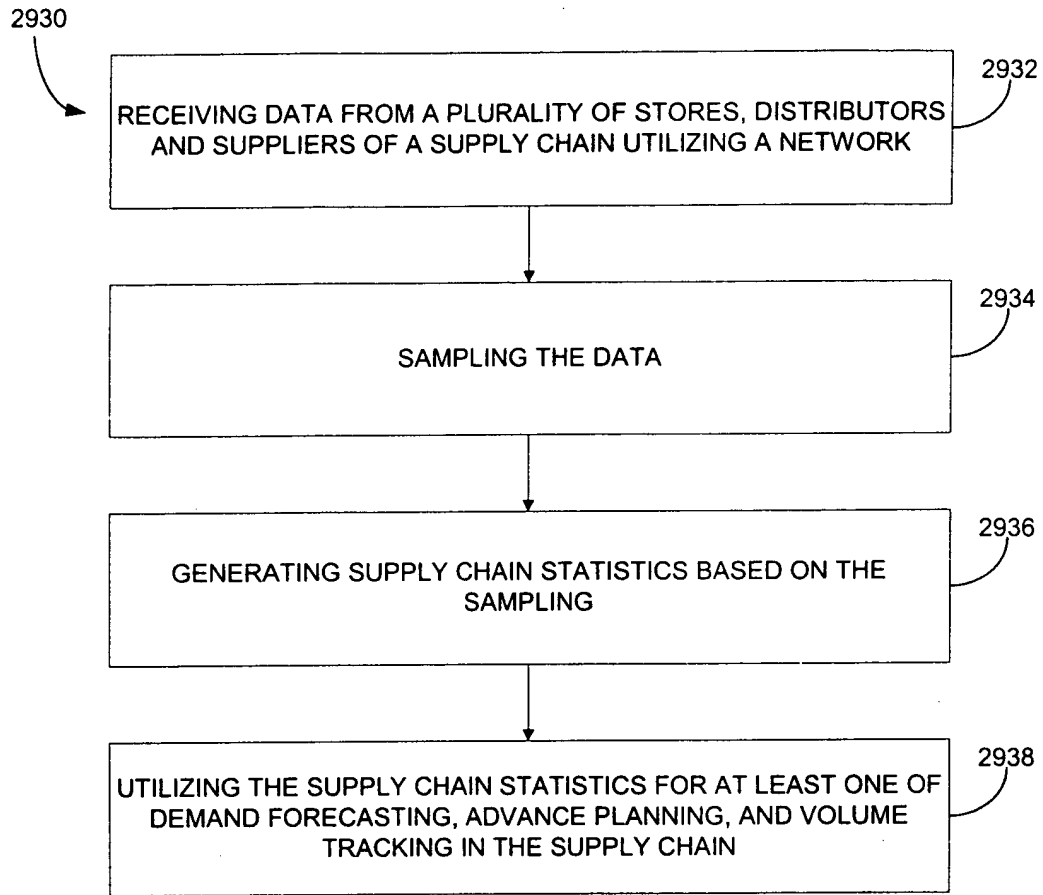 2930
2932
RECEIVING DATA FROM A PLURALITY OF STORES, DISTRIBUTORS
AND SUPPLIERS OF A SUPPLY CHAIN UTILIZING A NETWORK
2934
SAMPLING THE DATA
2936
GENERATING SUPPLY CHAIN STATISTICS BASED ON THE
SAMPLING
2938
UTILIZING THE SUPPLY CHAIN STATISTICS FOR AT LEAST ONE OF
DEMAND FORECASTING, ADVANCE PLANNING, AND VOLUME
TRACKING IN THE SUPPLY CHAIN